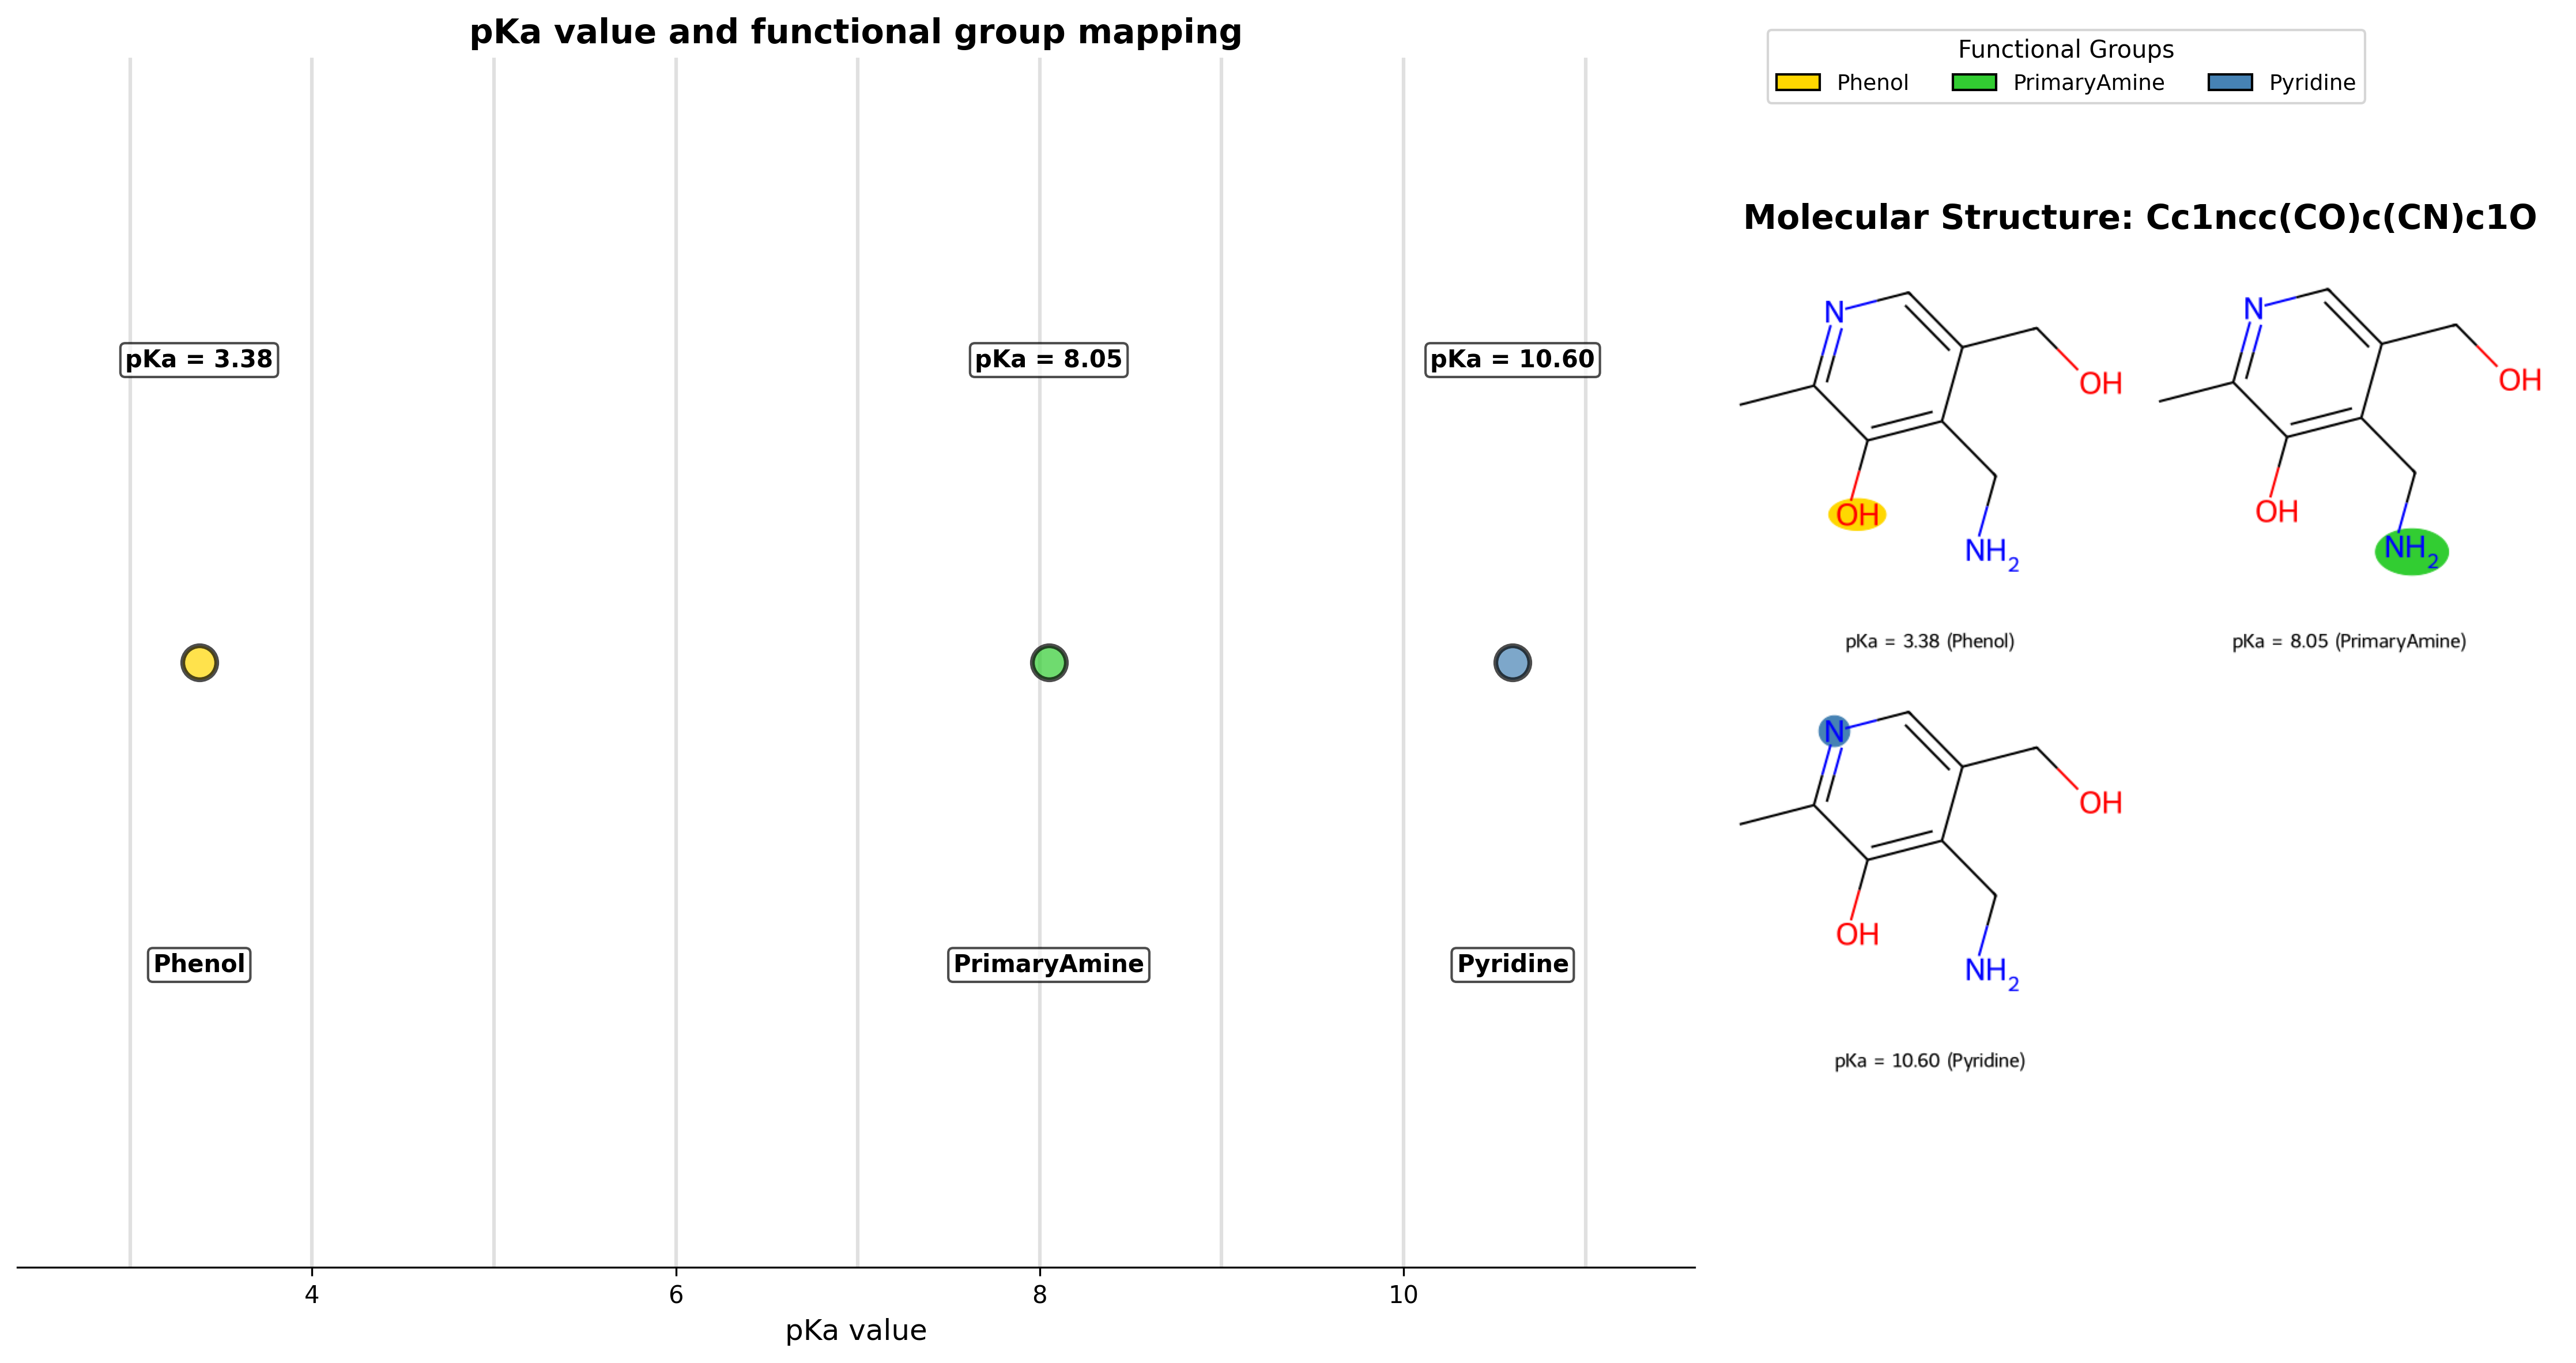 pKa value and functional group mapping
pKa = 3.38
pKa = 8.05
pKa = 10.60
Phenol
PrimaryAmine
Pyridine
4
6
8
10
pKa value
Functional Groups
Phenol
PrimaryAmine
Pyridine
Molecular Structure: Cc1ncc(CO)c(CN)c1O
N
OH
OH
NH2
pKa = 3.38 (Phenol)
N
OH
OH
NH2
pKa = 8.05 (PrimaryAmine)
N
OH
OH
NH2
pKa = 10.60 (Pyridine)